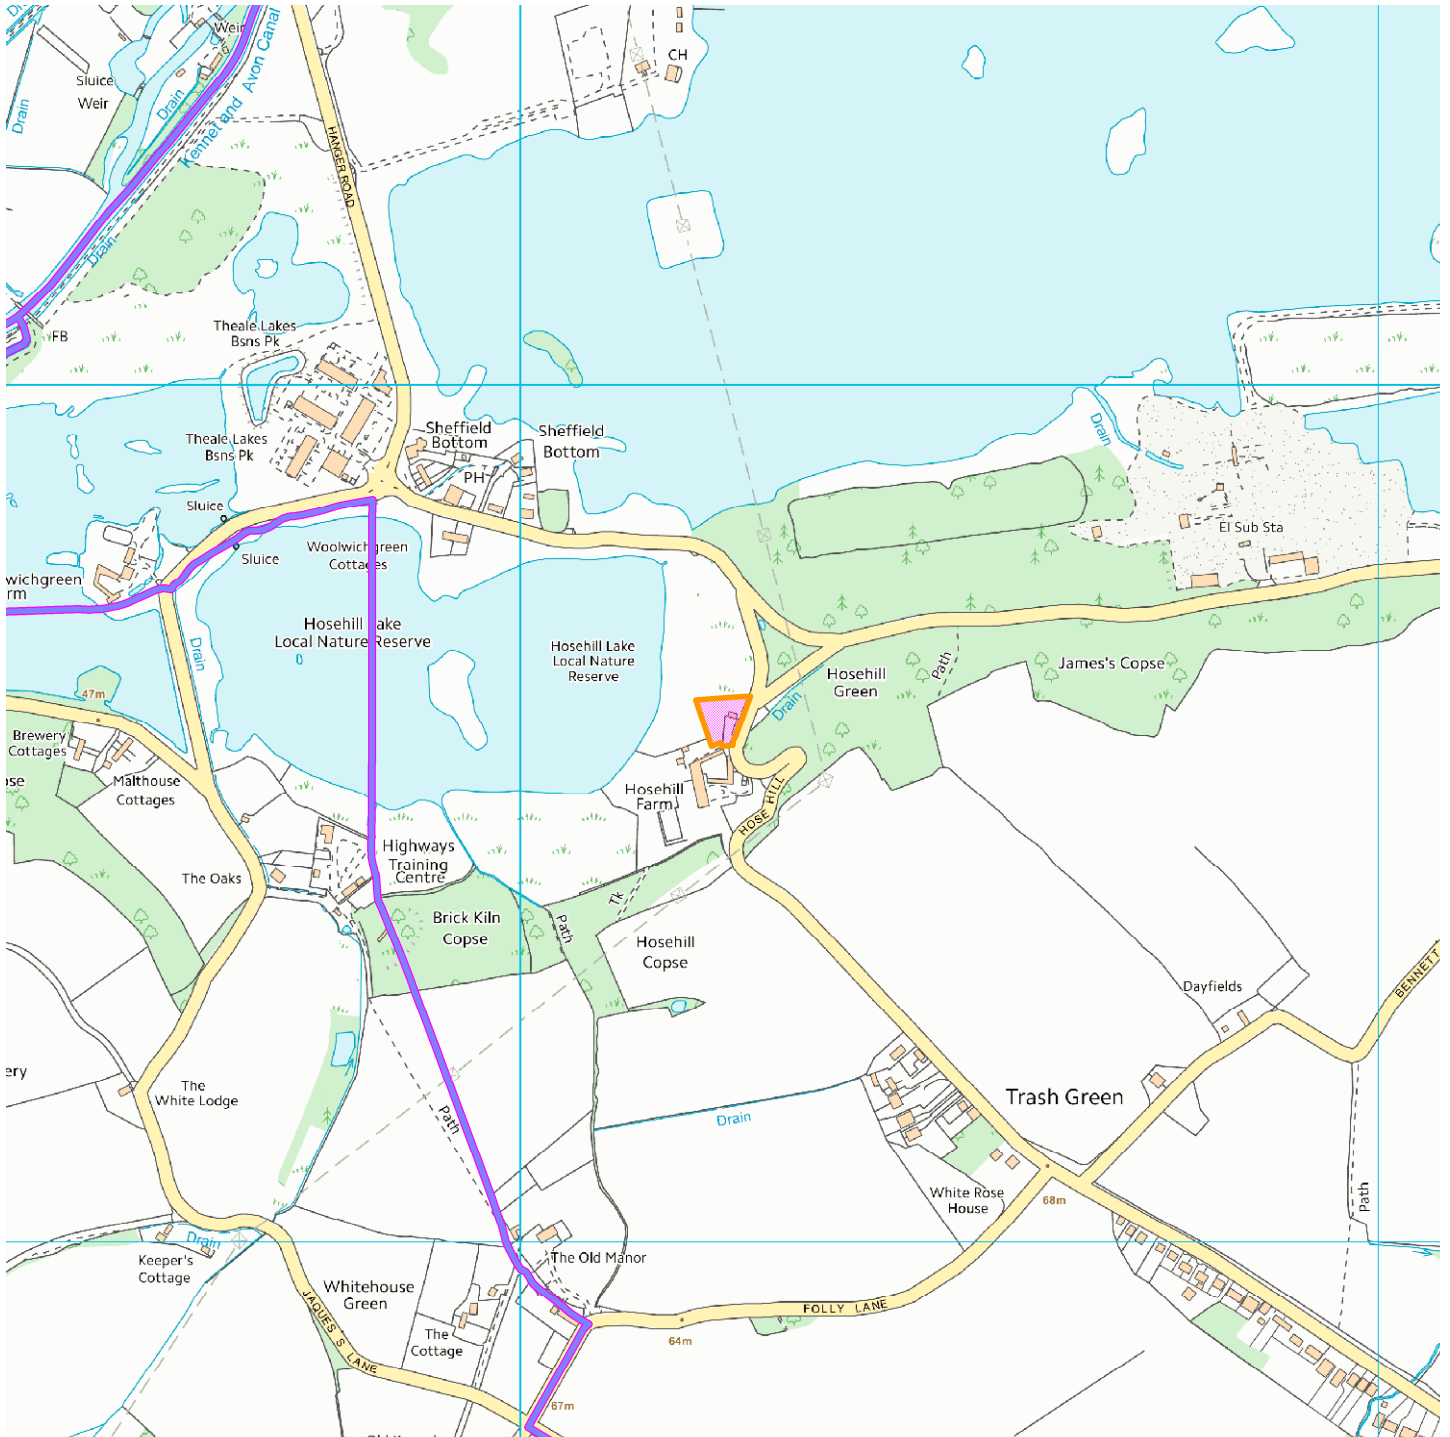 Weir
CH
Sluice
Weir
Drain
Drain
Kennet and Avon Canal
HANGER ROAD
Drain
FB
Theale Lakes
Bsns Pk
Theale Lakes
Bsns Pk
Sheffield
Bottom
Sheffield
Bottom
PH
Drain
Sluice
Sluice
Woolwichgreen
Cottages
El Sub Sta
wichgreen
rm
Hosehill Lake
Local Nature Reserve
Hosehill Lake
Local Nature
Reserve
Drain
Path
James's Copse
Hosehill
Green
Drain
47m
Brewery
Cottages
ose
Malthouse
Cottages
Hosehill
Farm
HOSE HILL
Highways
Training
Centre
The Oaks
Tk
Brick Kiln
Copse
Path
Hosehill
Copse
Dayfields
BENNETT
ery
The
White Lodge
Path
Drain
Trash Green
White Rose
House
68m
Path
Drain
Keeper's
Cottage
The Old Manor
Whitehouse
Green
JAQUES'S LANE
FOLLY LANE
The
Cottage
64m
67m